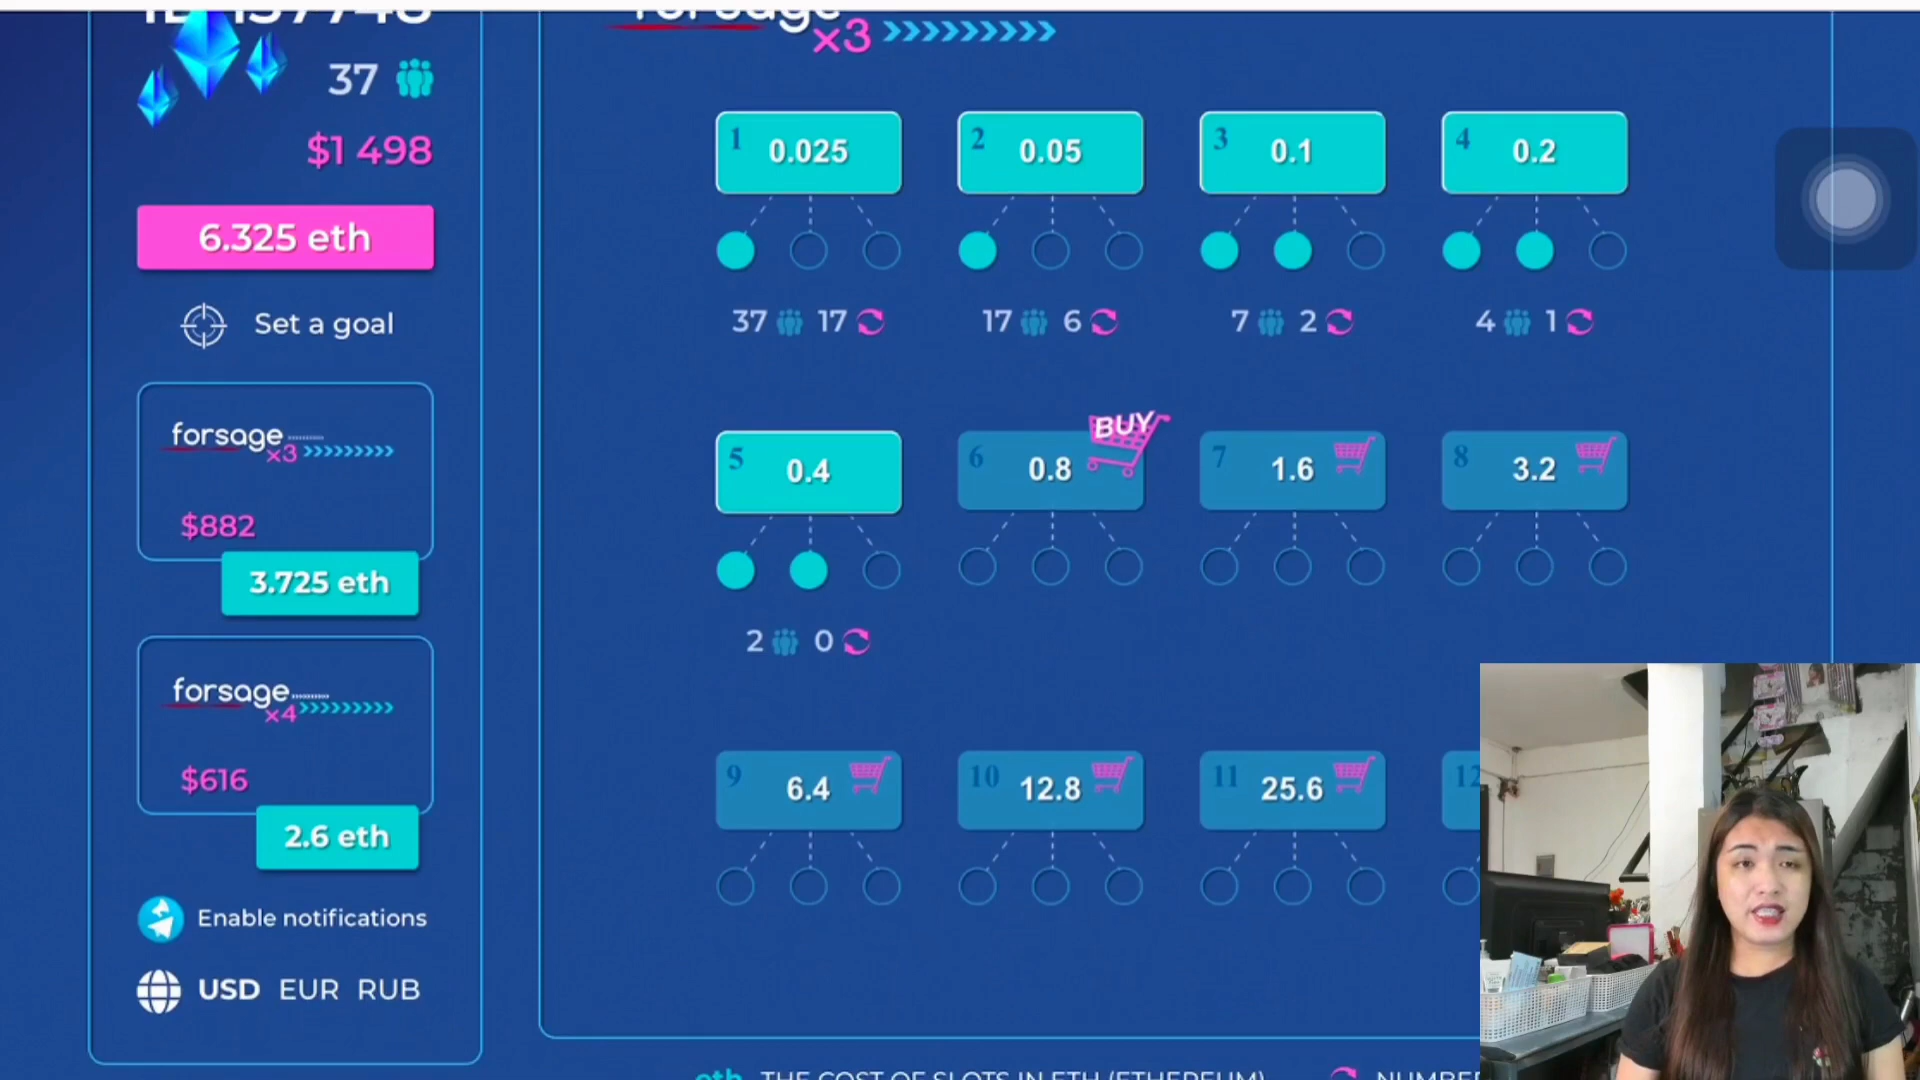 37
$1 498
6.325 eth
Set a goal
forsage
x3
$882
3.725 eth
forsage
x4
$616
2.6 eth
Enable notifications
USD EUR RUB
forsage
x3
1 0.025
2 0.05
3 0.1
4 0.2
37 17
17 6
7 2
4 1
5 0.4
6 0.8 BUY
7 1.6
8 3.2
2 0
9 6.4
10 12.8
11 25.6
12
eth THE COST OF SLOTS IN ETH (ETHEREUM)